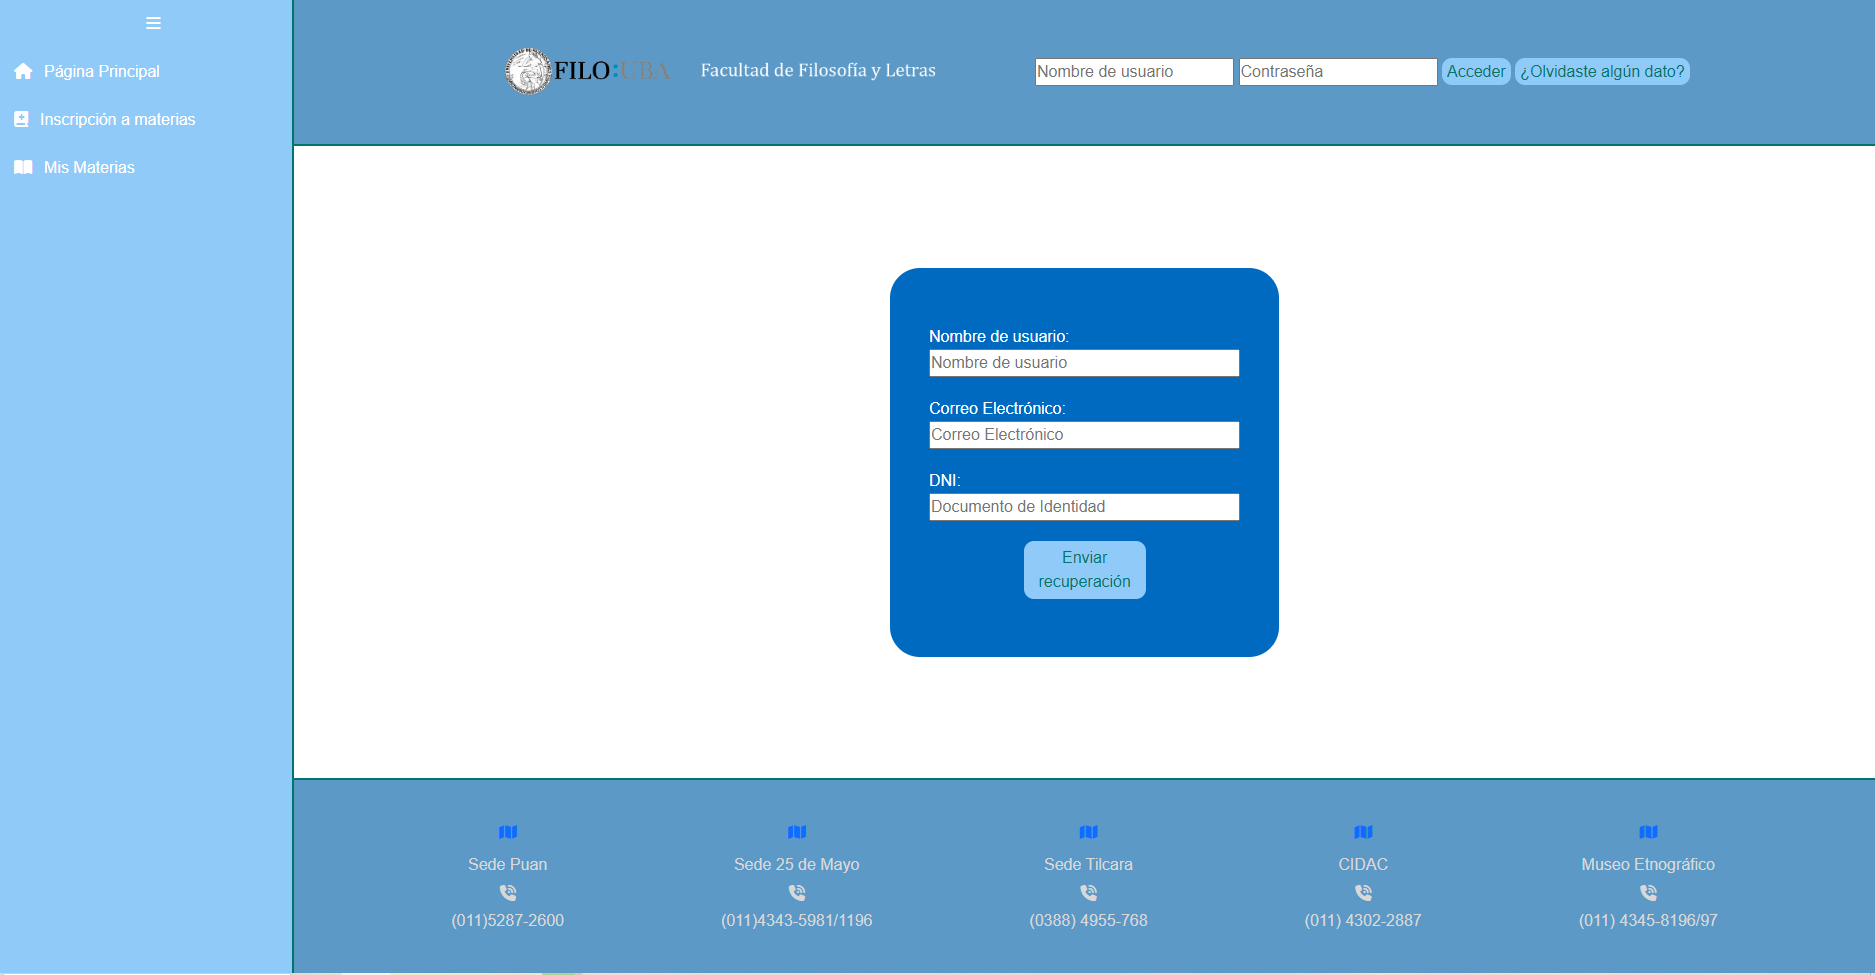 Página Principal
Inscripción a materias
Mis Materias
FILO:UBA
Facultad de Filosofía y Letras
Nombre de usuario
Contraseña
Acceder
¿Olvidaste algún dato?
Nombre de usuario:
Nombre de usuario
Correo Electrónico:
Correo Electrónico
DNI:
Documento de Identidad
Enviar
recuperación
Sede Puan
(011)5287-2600
Sede 25 de Mayo
(011)4343-5981/1196
Sede Tilcara
(0388) 4955-768
CIDAC
(011) 4302-2887
Museo Etnográfico
(011) 4345-8196/97